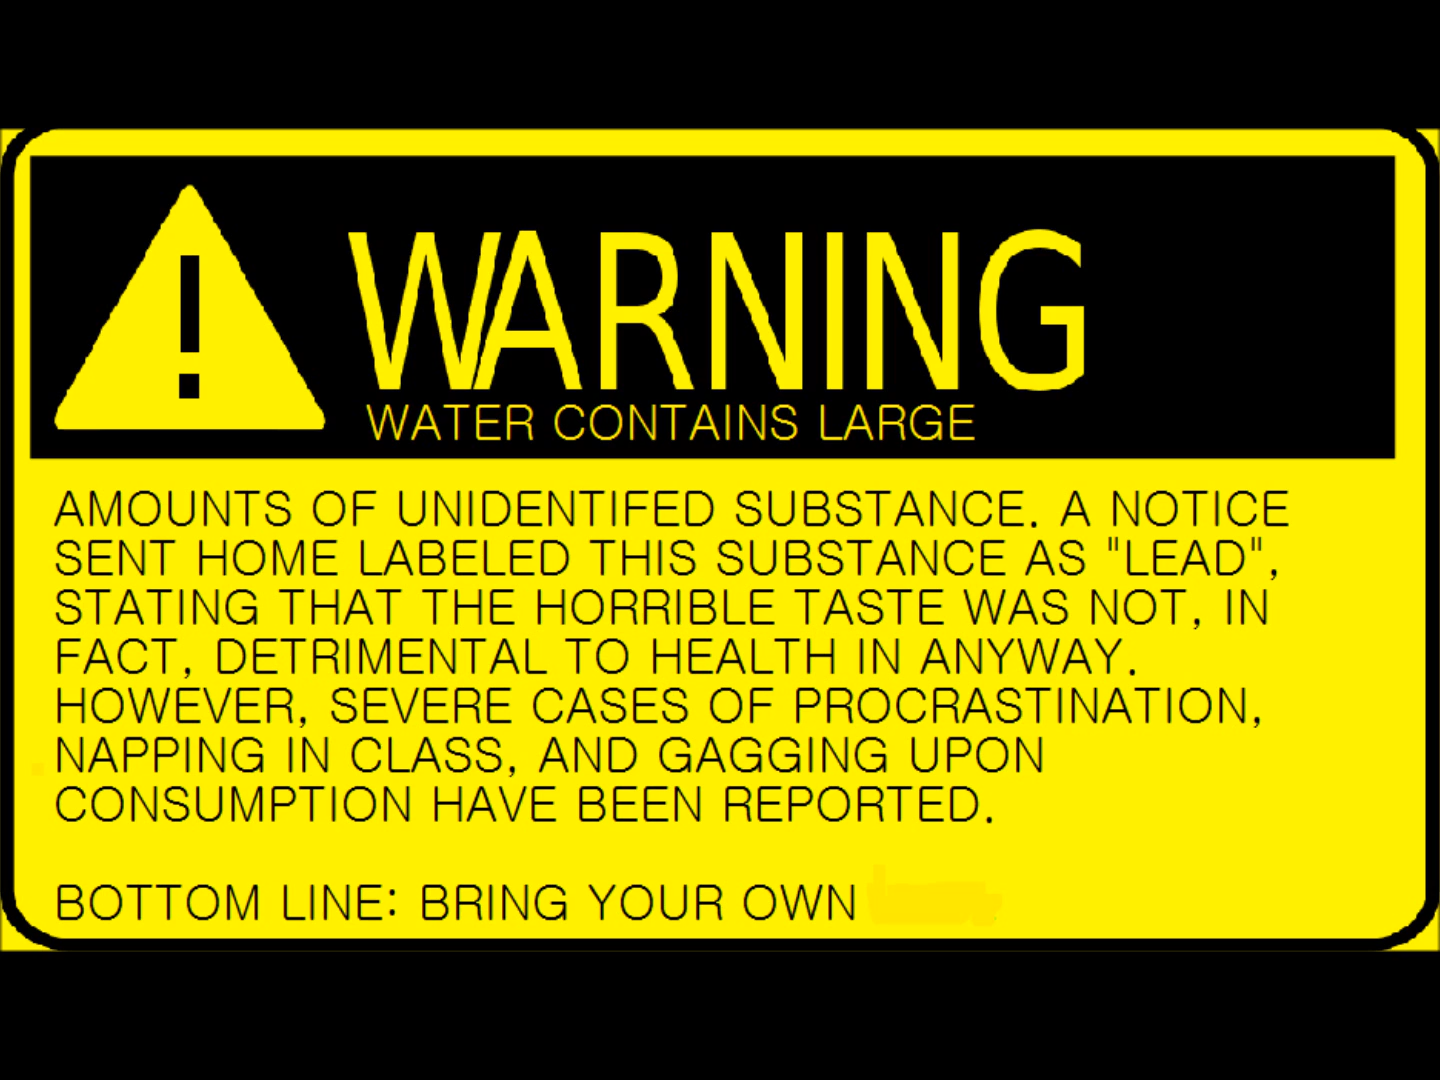 WARNING
WATER CONTAINS LARGE
AMOUNTS OF UNIDENTIFED SUBSTANCE. A NOTICE
SENT HOME LABELED THIS SUBSTANCE AS "LEAD",
STATING THAT THE HORRIBLE TASTE WAS NOT, IN
FACT, DETRIMENTAL TO HEALTH IN ANYWAY.
HOWEVER, SEVERE CASES OF PROCRASTINATION,
NAPPING IN CLASS, AND GAGGING UPON
CONSUMPTION HAVE BEEN REPORTED.
BOTTOM LINE: BRING YOUR OWN